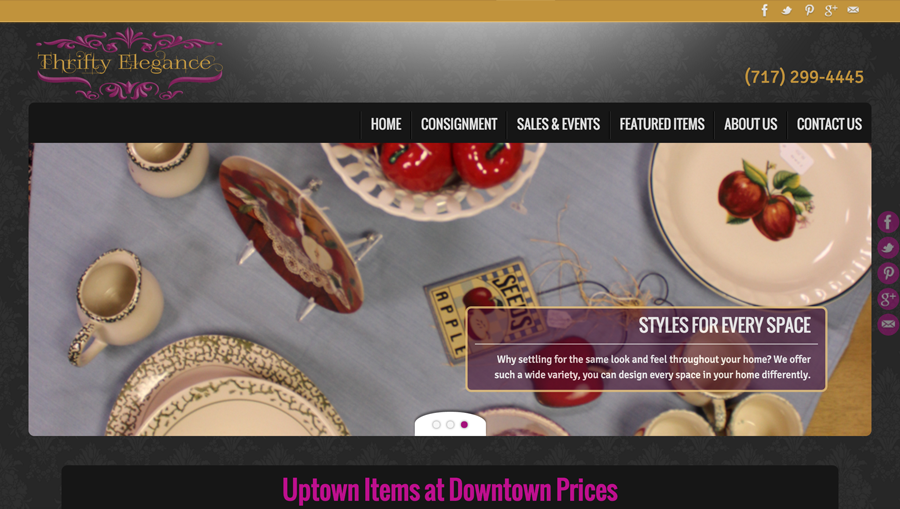 Thrifty Elegance
(717) 299-4445
HOME CONSIGNMENT SALES & EVENTS FEATURED ITEMS ABOUT US CONTACT US
APPLE
SEEDS
STYLES FOR EVERY SPACE
Why settling for the same look and feel throughout your home? We offer
such a wide variety, you can design every space in your home differently.
Uptown Items at Downtown Prices